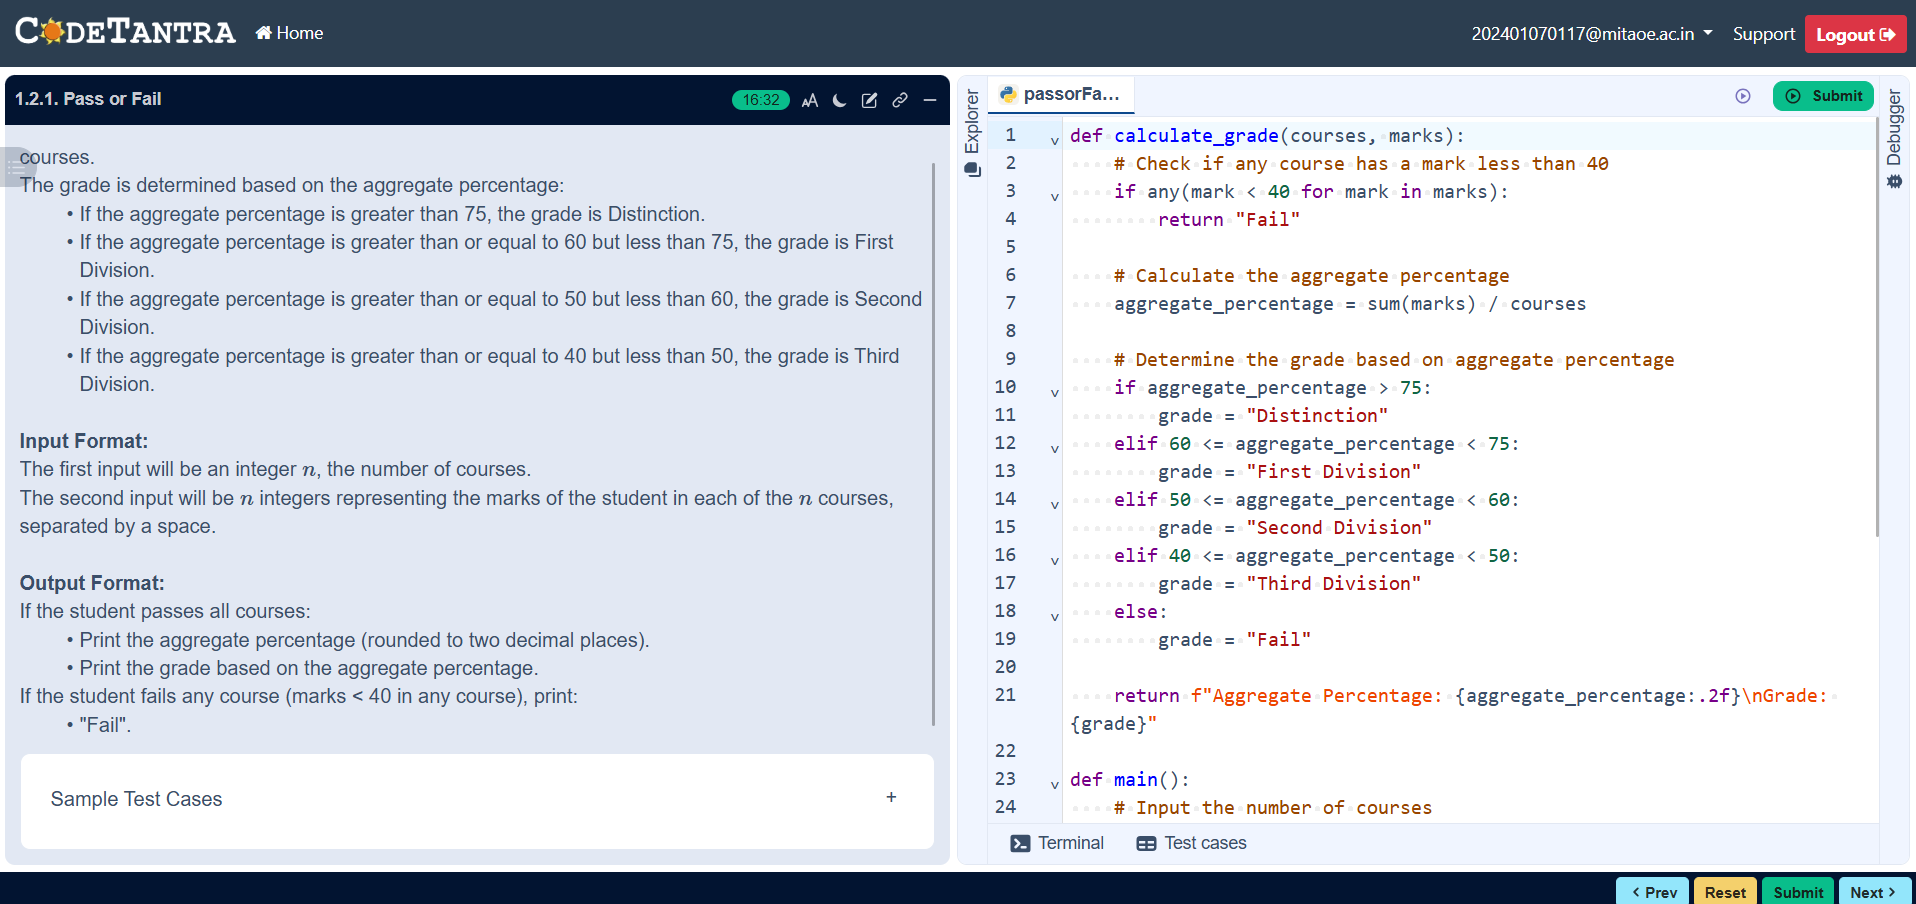 CODETANTRA
Home
202401070117@mitaoe.ac.in
Support
Logout
1.2.1. Pass or Fail
16:32
AA
courses.
The grade is determined based on the aggregate percentage:
• If the aggregate percentage is greater than 75, the grade is Distinction.
• If the aggregate percentage is greater than or equal to 60 but less than 75, the grade is First
Division.
• If the aggregate percentage is greater than or equal to 50 but less than 60, the grade is Second
Division.
• If the aggregate percentage is greater than or equal to 40 but less than 50, the grade is Third
Division.
Input Format:
The first input will be an integer n, the number of courses.
The second input will be n integers representing the marks of the student in each of the n courses,
separated by a space.
Output Format:
If the student passes all courses:
• Print the aggregate percentage (rounded to two decimal places).
• Print the grade based on the aggregate percentage.
If the student fails any course (marks < 40 in any course), print:
• "Fail".
Sample Test Cases +
Explorer
passorFa...
Submit
Debugger
1 def calculate_grade(courses, marks):
2     # Check if any course has a mark less than 40
3     if any(mark < 40 for mark in marks):
4         return "Fail"
5
6     # Calculate the aggregate percentage
7     aggregate_percentage = sum(marks) / courses
8
9     # Determine the grade based on aggregate percentage
10     if aggregate_percentage > 75:
11         grade = "Distinction"
12     elif 60 <= aggregate_percentage < 75:
13         grade = "First Division"
14     elif 50 <= aggregate_percentage < 60:
15         grade = "Second Division"
16     elif 40 <= aggregate_percentage < 50:
17         grade = "Third Division"
18     else:
19         grade = "Fail"
20
21     return f"Aggregate Percentage: {aggregate_percentage:.2f}\nGrade:
{grade}"
22
23 def main():
24     # Input the number of courses
Terminal
Test cases
< Prev
Reset
Submit
Next >